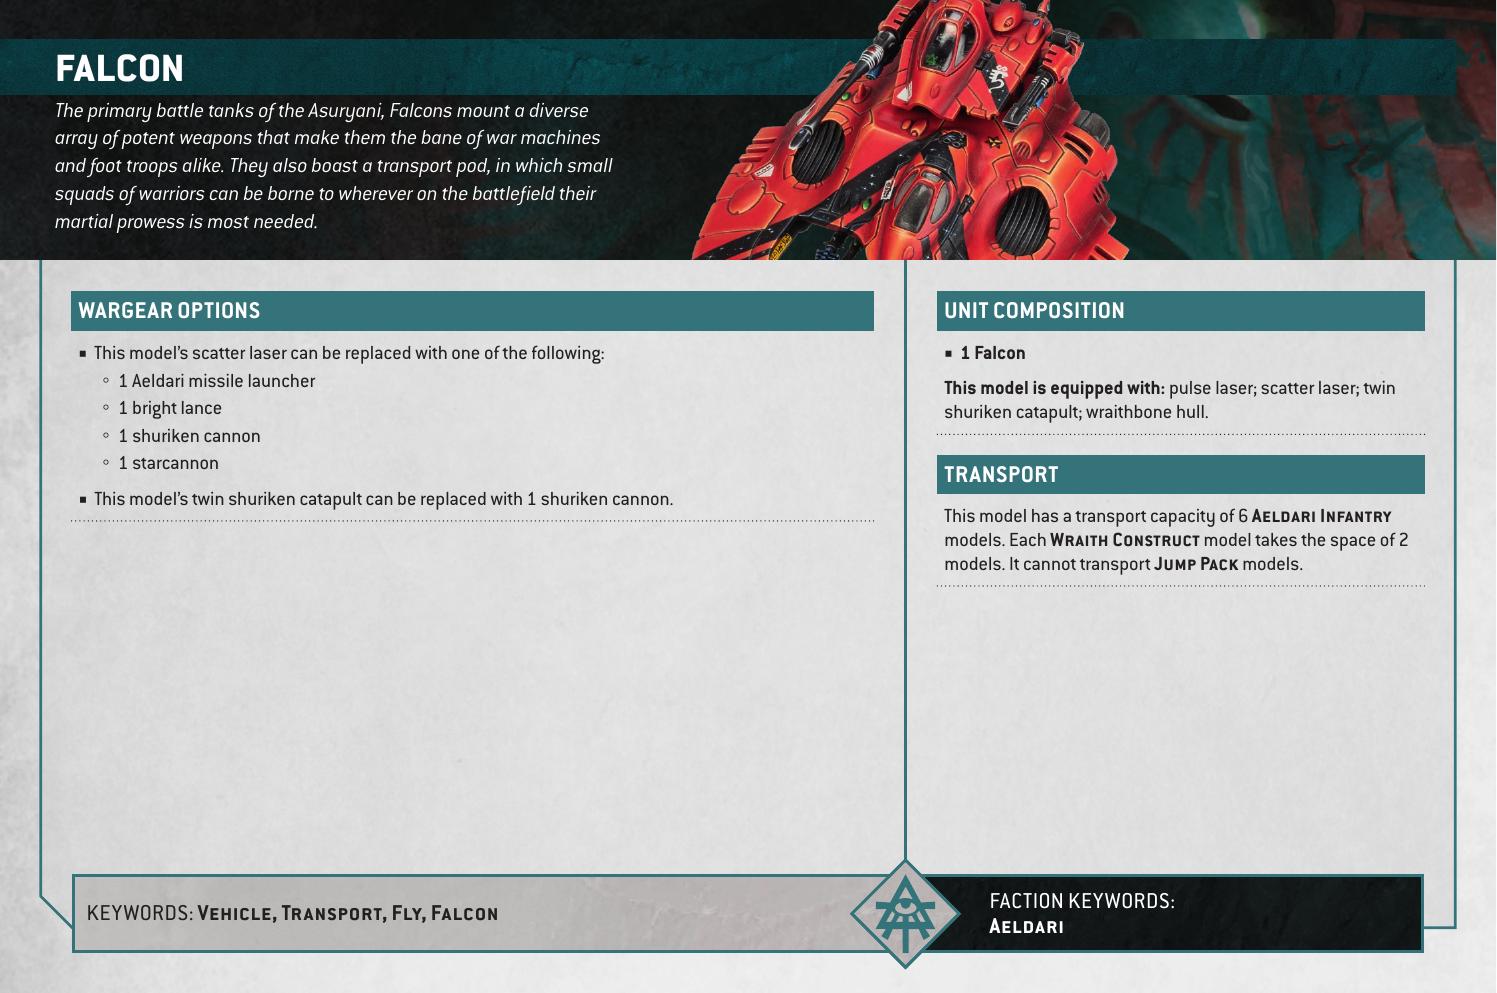 FALCON
The primary battle tanks of the Asuryani, Falcons mount a diverse
array of potent weapons that make them the bane of war machines
and foot troops alike. They also boast a transport pod, in which small
squads of warriors can be borne to wherever on the battlefield their
martial prowess is most needed.
WARGEAR OPTIONS
▪ This model’s scatter laser can be replaced with one of the following:
◦ 1 Aeldari missile launcher
◦ 1 bright lance
◦ 1 shuriken cannon
◦ 1 starcannon
▪ This model’s twin shuriken catapult can be replaced with 1 shuriken cannon.
UNIT COMPOSITION
▪ 1 Falcon
This model is equipped with: pulse laser; scatter laser; twin
shuriken catapult; wraithbone hull.
TRANSPORT
This model has a transport capacity of 6 Aeldari Infantry
models. Each Wraith Construct model takes the space of 2
models. It cannot transport Jump Pack models.
KEYWORDS: Vehicle, Transport, Fly, Falcon
FACTION KEYWORDS:
Aeldari